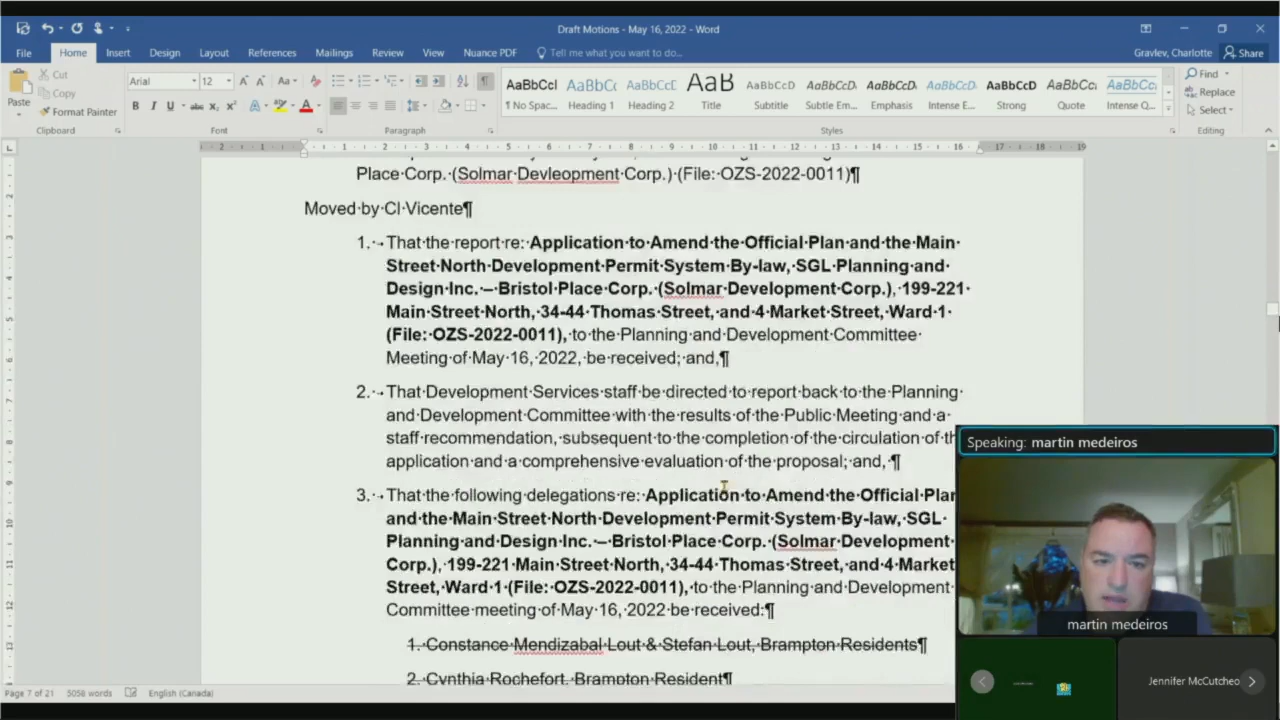 Draft Motions - May 16, 2022 - Word
File Home Insert Design Layout References Mailings Review View Nuance PDF Tell me what you want to do... Gravlev, Charlotte Share
Paste Cut Copy Format Painter
Arial 12
AaBbCcI AaBbCc AaBbCcC AaB AaBbCcD AaBbCcD AaBbCcD AaBbCcD AaBbCcD AaBbCc AaBbCcD
¶ No Spac... Heading 1 Heading 2 Title Subtitle Subtle Em... Emphasis Intense E... Strong Quote Intense Q...
Find Replace Select
Clipboard Font Paragraph Styles Editing
Place Corp. (Solmar Devleopment Corp.) (File: OZS-2022-0011)¶
Moved by CI Vicente¶
1. That the report re: Application to Amend the Official Plan and the Main
Street North Development Permit System By-law, SGL Planning and
Design Inc. – Bristol Place Corp. (Solmar Development Corp.), 199-221
Main Street North, 34-44 Thomas Street, and 4 Market Street, Ward 1
(File: OZS-2022-0011), to the Planning and Development Committee
Meeting of May 16, 2022, be received; and,¶
2. That Development Services staff be directed to report back to the Planning
and Development Committee with the results of the Public Meeting and a
staff recommendation, subsequent to the completion of the circulation of th
application and a comprehensive evaluation of the proposal; and, ¶
3. That the following delegations re: Application to Amend the Official Plan
and the Main Street North Development Permit System By-law, SGL
Planning and Design Inc. – Bristol Place Corp. (Solmar Development
Corp.), 199-221 Main Street North, 34-44 Thomas Street, and 4 Market
Street, Ward 1 (File: OZS-2022-0011), to the Planning and Development
Committee meeting of May 16, 2022 be received:¶
1. Constance Mendizabal Lout & Stefan Lout, Brampton Residents¶
2. Cynthia Rochefort, Brampton Resident¶
Speaking: martin medeiros
martin medeiros
Jennifer McCutcheo
Page 7 of 21 5058 words English (Canada)